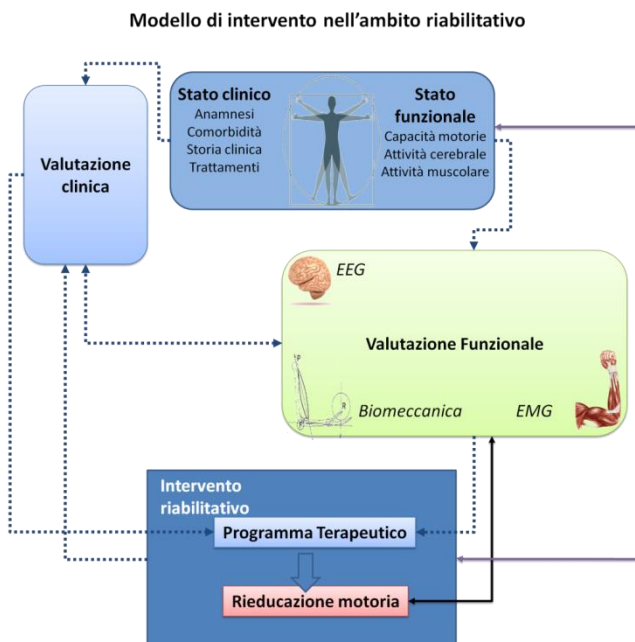 Modello di intervento nell'ambito riabilitativo
Stato clinico
Anamnesi
Comorbidità
Storia clinica
Trattamenti
Stato
funzionale
Capacità motorie
Attività cerebrale
Attività muscolare
Valutazione
clinica
EEG
Valutazione Funzionale
Biomeccanica
EMG
Intervento
riabilitativo
Programma Terapeutico
Rieducazione motoria